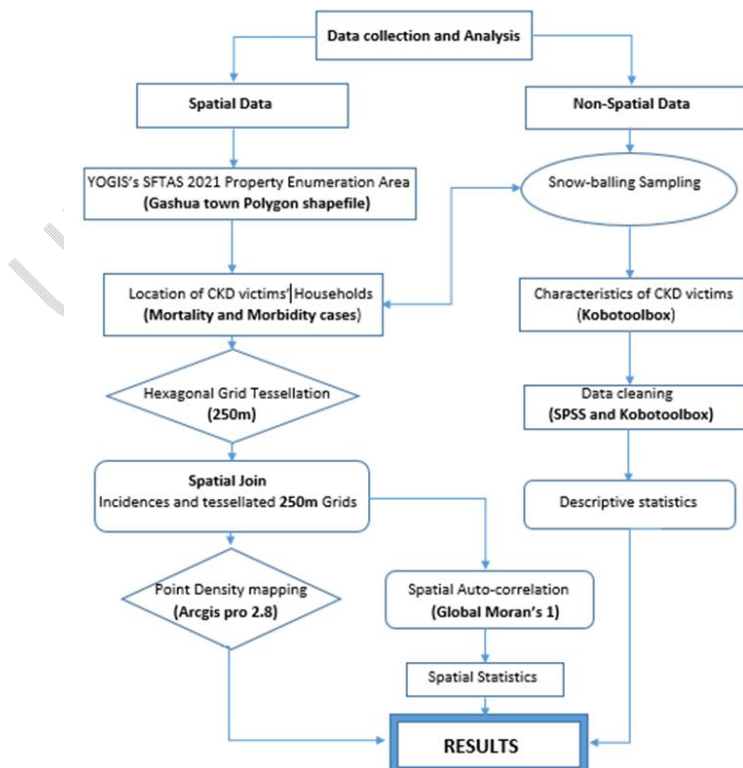 Data collection and Analysis
Spatial Data
Non-Spatial Data
YOGIS's SFTAS 2021 Property Enumeration Area
(Gashua town Polygon shapefile)
Snow-balling Sampling
Location of CKD victims' Households
(Mortality and Morbidity cases)
Characteristics of CKD victims
(Kobotoolbox)
Hexagonal Grid Tessellation
(250m)
Data cleaning
(SPSS and Kobotoolbox)
Spatial Join
Incidences and tessellated 250m Grids
Descriptive statistics
Point Density mapping
(Arcgis pro 2.8)
Spatial Auto-correlation
(Global Moran's 1)
Spatial Statistics
RESULTS